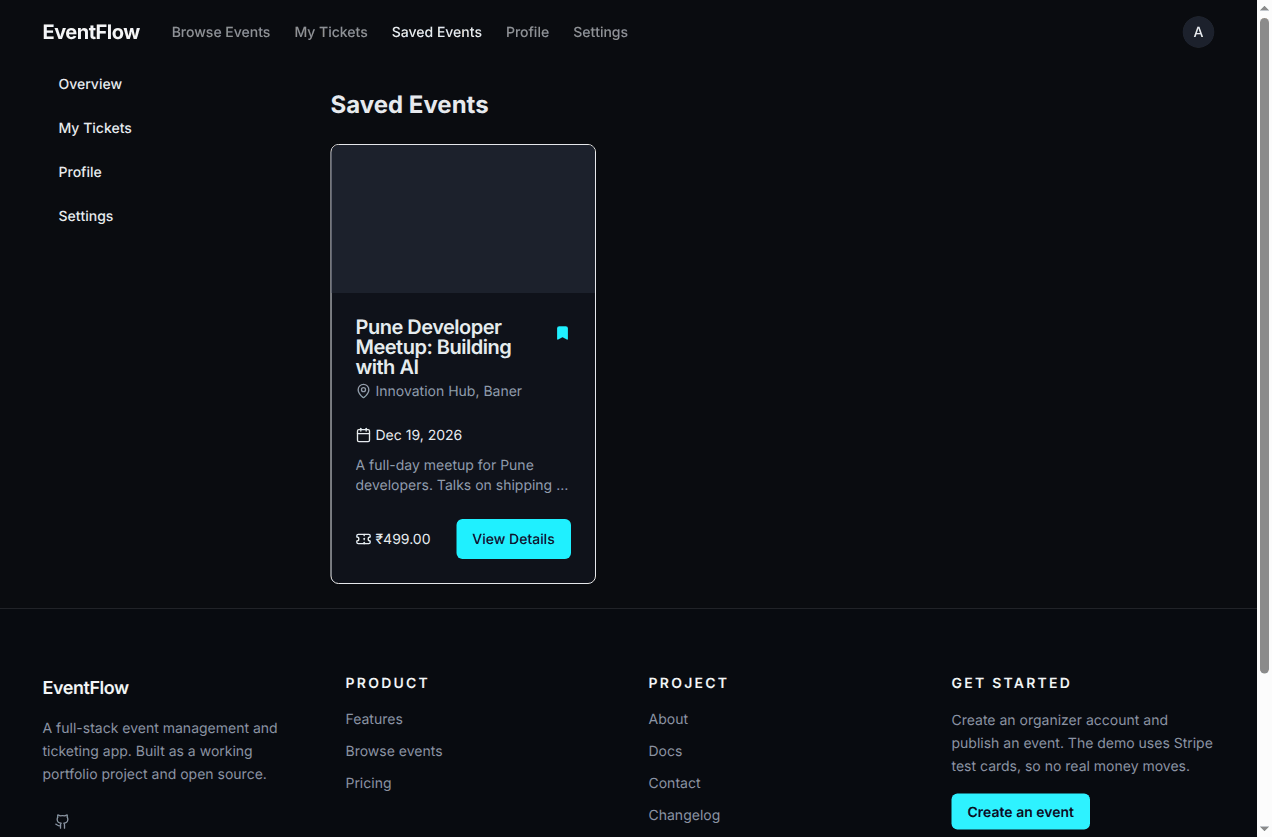 EventFlow
Browse Events
My Tickets
Saved Events
Profile
Settings
A
Overview
My Tickets
Profile
Settings
Saved Events
Pune Developer
Meetup: Building
with AI
Innovation Hub, Baner
Dec 19, 2026
A full-day meetup for Pune
developers. Talks on shipping ...
₹499.00
View Details
EventFlow
A full-stack event management and
ticketing app. Built as a working
portfolio project and open source.
PRODUCT
Features
Browse events
Pricing
PROJECT
About
Docs
Contact
Changelog
GET STARTED
Create an organizer account and
publish an event. The demo uses Stripe
test cards, so no real money moves.
Create an event